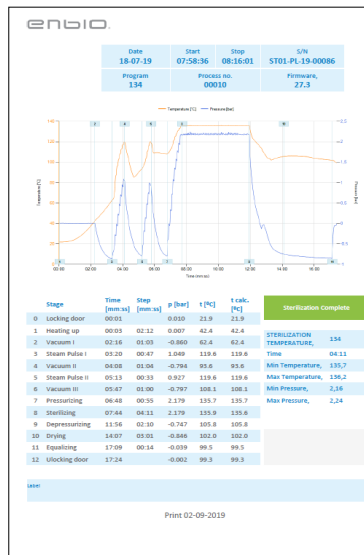 enbio.
Date Start Stop S/N
18-07-19 07:58:36 08:16:01 ST01-PL-19-00086
Program Process no. Firmware,
134 00010 27.3
Temperature [°C] Pressure [bar]
Stage Time [mm:ss] Step [mm:ss] p [bar] t [ºC] t calc. [ºC]
0 Locking door 00:01 0.010 21.9 21.9
1 Heating up 00:03 02:12 0.007 42.4 42.4
2 Vacuum I 02:16 01:03 -0.860 62.4 62.4
3 Steam Pulse I 03:20 00:47 1.049 119.6 119.6
4 Vacuum II 04:08 01:04 -0.794 93.6 93.7
5 Steam Pulse II 05:13 00:33 0.927 119.6 119.6
6 Vacuum III 05:47 01:00 -0.797 108.1 108.1
7 Pressurizing 06:48 00:55 2.179 135.7 135.7
8 Sterilizing 07:44 04:11 2.179 135.9 135.6
9 Depressurizing 11:56 02:10 -0.747 105.8 105.8
10 Drying 14:07 03:01 -0.846 102.0 102.0
11 Equalizing 17:09 00:14 -0.039 99.5 99.5
12 Ulocking door 17:24 -0.002 99.3 99.3
Sterilization Complete
STERILIZATION TEMPERATURE, 134
Time 04:11
Min Temperature, 135,7
Max Temperature, 136,2
Min Pressure, 2,16
Max Pressure, 2,24
Print 02-09-2019